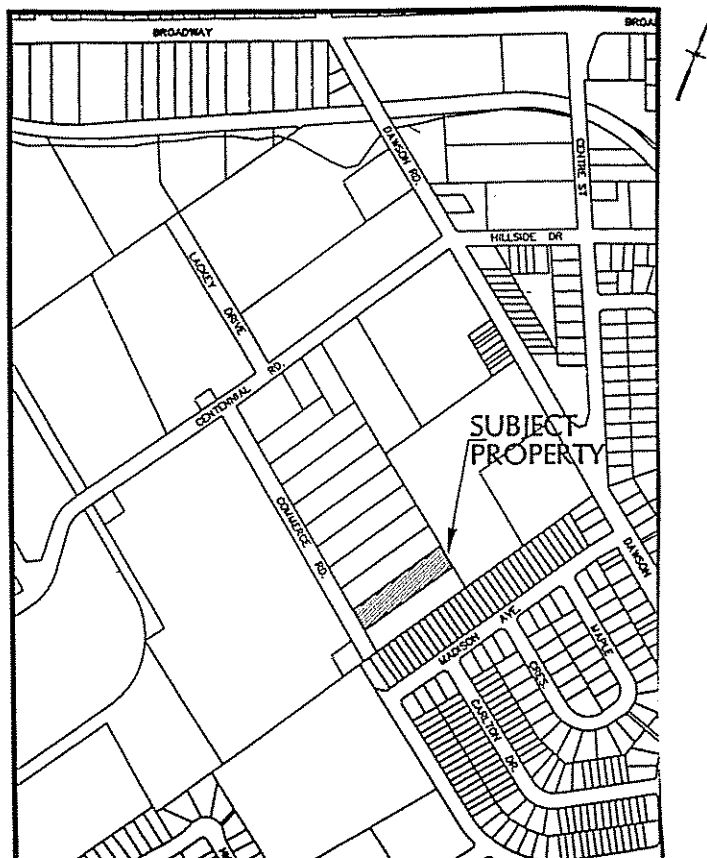 BROADWAY
BROA
DAWSON RD.
CENTRE ST
HILLSIDE DR
LACKEY DRIVE
CENTENNIAL RD.
SUBJECT
PROPERTY
COMMERCE RD.
DAWSON
MADISON AVE.
MAPLE
CRES.
CARLTON DR.